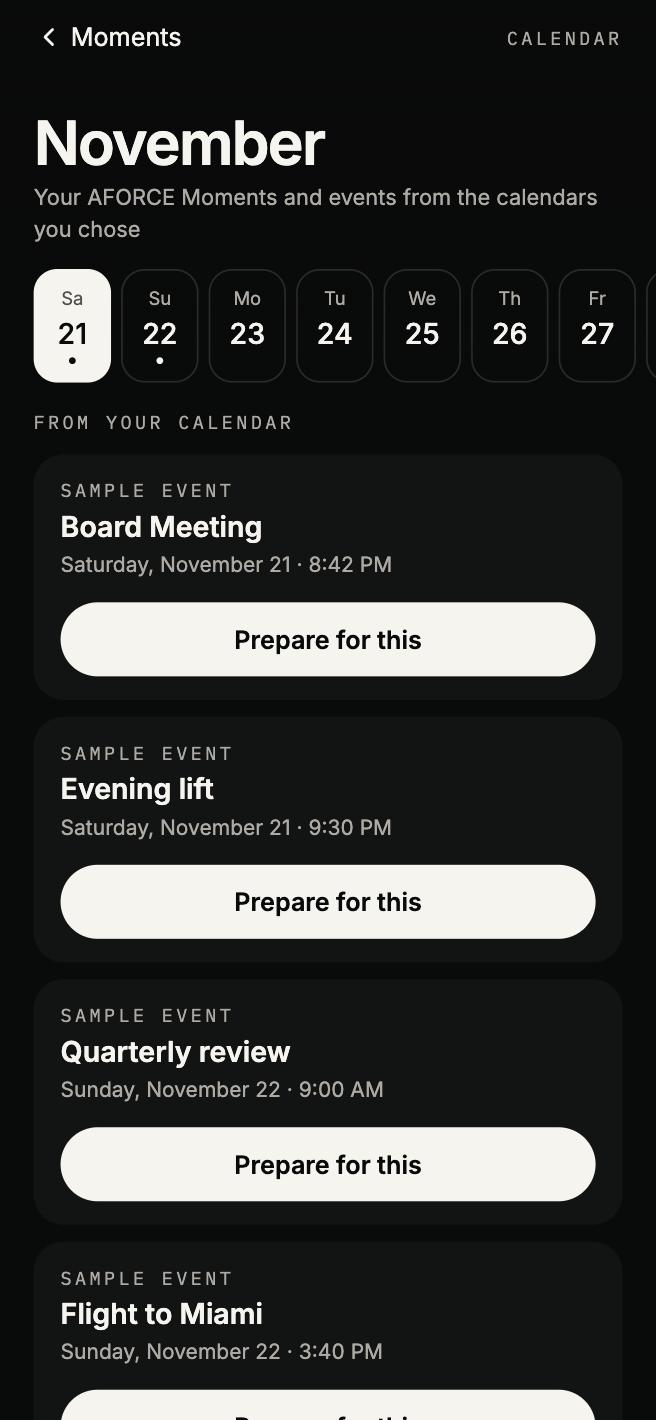 Moments
CALENDAR
November
Your AFORCE Moments and events from the calendars
you chose
Sa Su Mo Tu We Th Fr
21 22 23 24 25 26 27
FROM YOUR CALENDAR
SAMPLE EVENT
Board Meeting
Saturday, November 21 · 8:42 PM
Prepare for this
SAMPLE EVENT
Evening lift
Saturday, November 21 · 9:30 PM
Prepare for this
SAMPLE EVENT
Quarterly review
Sunday, November 22 · 9:00 AM
Prepare for this
SAMPLE EVENT
Flight to Miami
Sunday, November 22 · 3:40 PM
Prepare for this